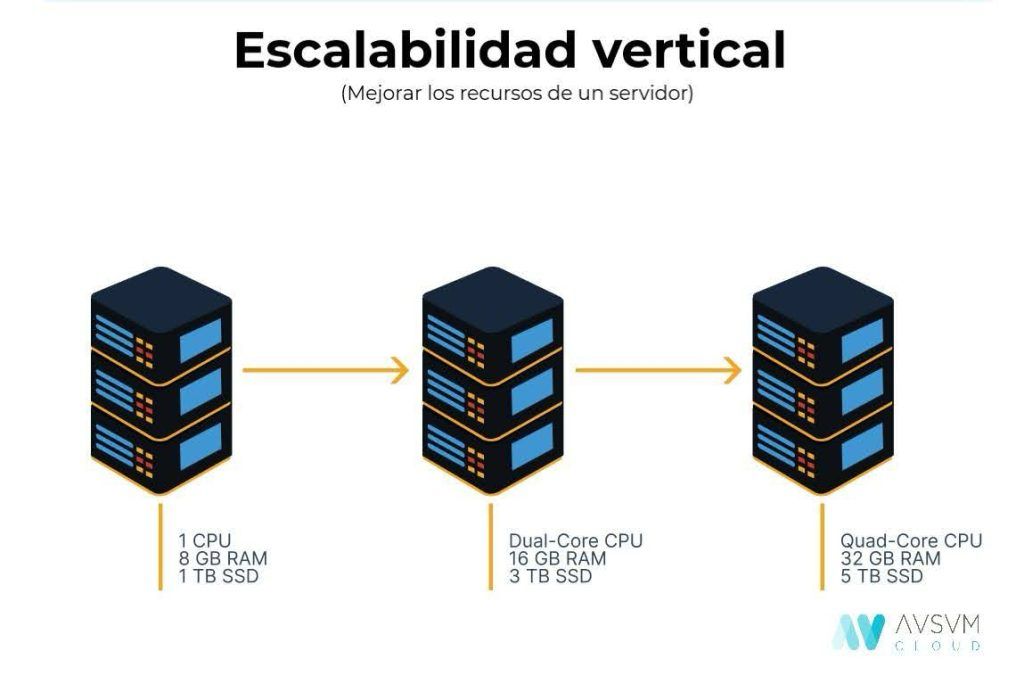 Escalabilidad vertical
(Mejorar los recursos de un servidor)
1 CPU
8 GB RAM
1 TB SSD
Dual-Core CPU
16 GB RAM
3 TB SSD
Quad-Core CPU
32 GB RAM
5 TB SSD
AVSVM
CLOUD